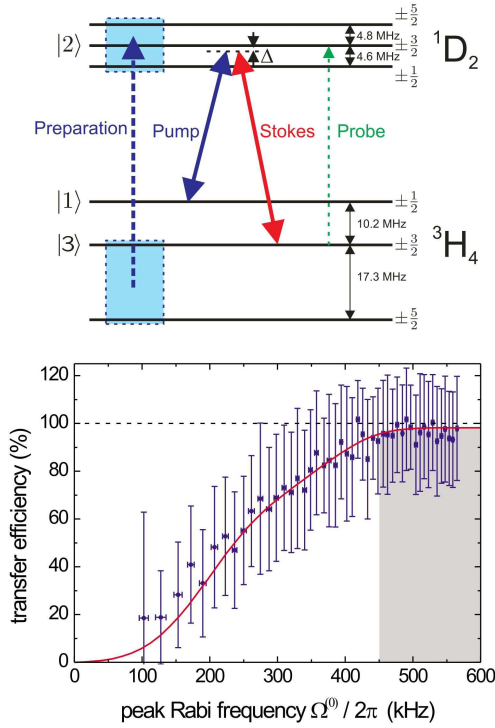 ± 5/2
4.8 MHz
|2⟩ ± 3/2 ¹D₂
Δ 4.6 MHz
± 1/2
Preparation Pump Stokes Probe
|1⟩ ± 1/2
10.2 MHz
|3⟩ ± 3/2 ³H₄
17.3 MHz
± 5/2
transfer efficiency (%)
120
100
80
60
40
20
0
0 100 200 300 400 500 600
peak Rabi frequency Ω⁽⁰⁾ / 2π (kHz)